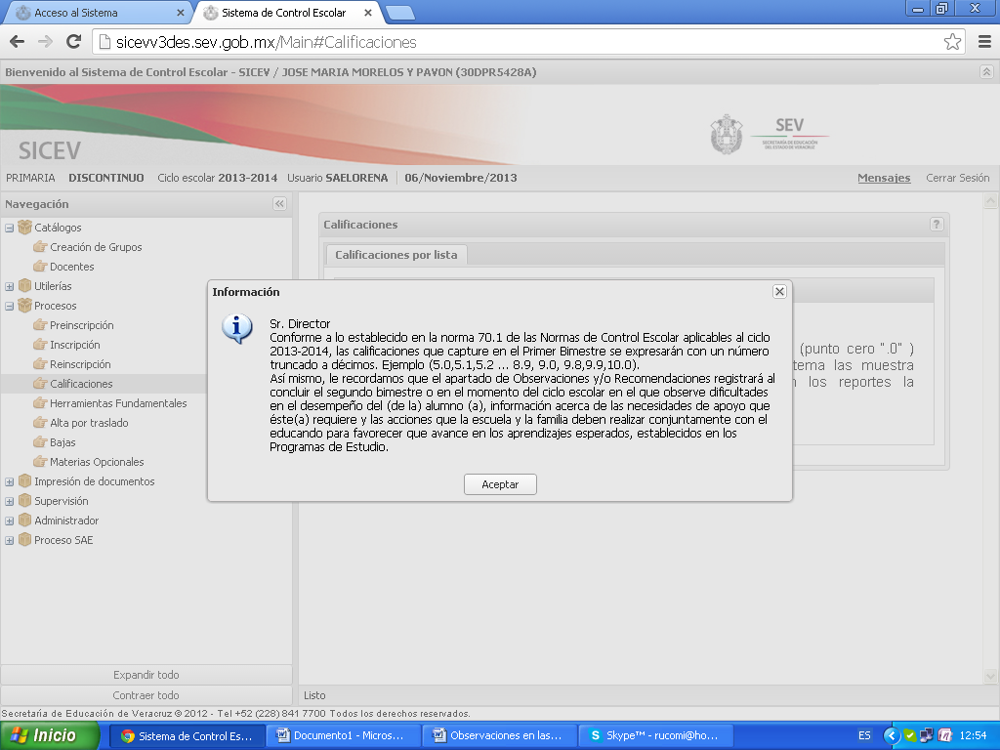 Acceso al Sistema
Sistema de Control Escolar
sicevv3des.sev.gob.mx/Main#Calificaciones
Bienvenido al Sistema de Control Escolar - SICEV / JOSE MARIA MORELOS Y PAVON (30DPR5428A)
SICEV
SEV
SECRETARÍA DE EDUCACIÓN
DEL ESTADO DE VERACRUZ
PRIMARIA DISCONTINUO Ciclo escolar 2013-2014 Usuario SAELORENA 06/Noviembre/2013 Mensajes Cerrar Sesión
Navegación
Catálogos
Creación de Grupos
Docentes
Utilerías
Procesos
Preinscripción
Inscripción
Reinscripción
Calificaciones
Herramientas Fundamentales
Alta por traslado
Bajas
Materias Opcionales
Impresión de documentos
Supervisión
Administrador
Proceso SAE
Expandir todo
Contraer todo
Calificaciones
?
Calificaciones por lista
(punto cero ".0" )
tema las muestra
los reportes la
Información
Sr. Director
Conforme a lo establecido en la norma 70.1 de las Normas de Control Escolar aplicables al ciclo
2013-2014, las calificaciones que capture en el Primer Bimestre se expresarán con un número
truncado a décimos. Ejemplo (5.0,5.1,5.2 ... 8.9, 9.0, 9.8,9.9,10.0).
Así mismo, le recordamos que el apartado de Observaciones y/o Recomendaciones registrará al
concluir el segundo bimestre o en el momento del ciclo escolar en el que observe dificultades
en el desempeño del (de la) alumno (a), información acerca de las necesidades de apoyo que
éste(a) requiere y las acciones que la escuela y la familia deben realizar conjuntamente con el
educando para favorecer que avance en los aprendizajes esperados, establecidos en los
Programas de Estudio.
Aceptar
Listo
Secretaría de Educación de Veracruz © 2012 - Tel +52 (228) 841 7700 Todos los derechos reservados.
Inicio
Sistema de Control Es...
Documento1 - Micros...
Observaciones en las...
Skype™ - rucomi@ho...
ES
12:54